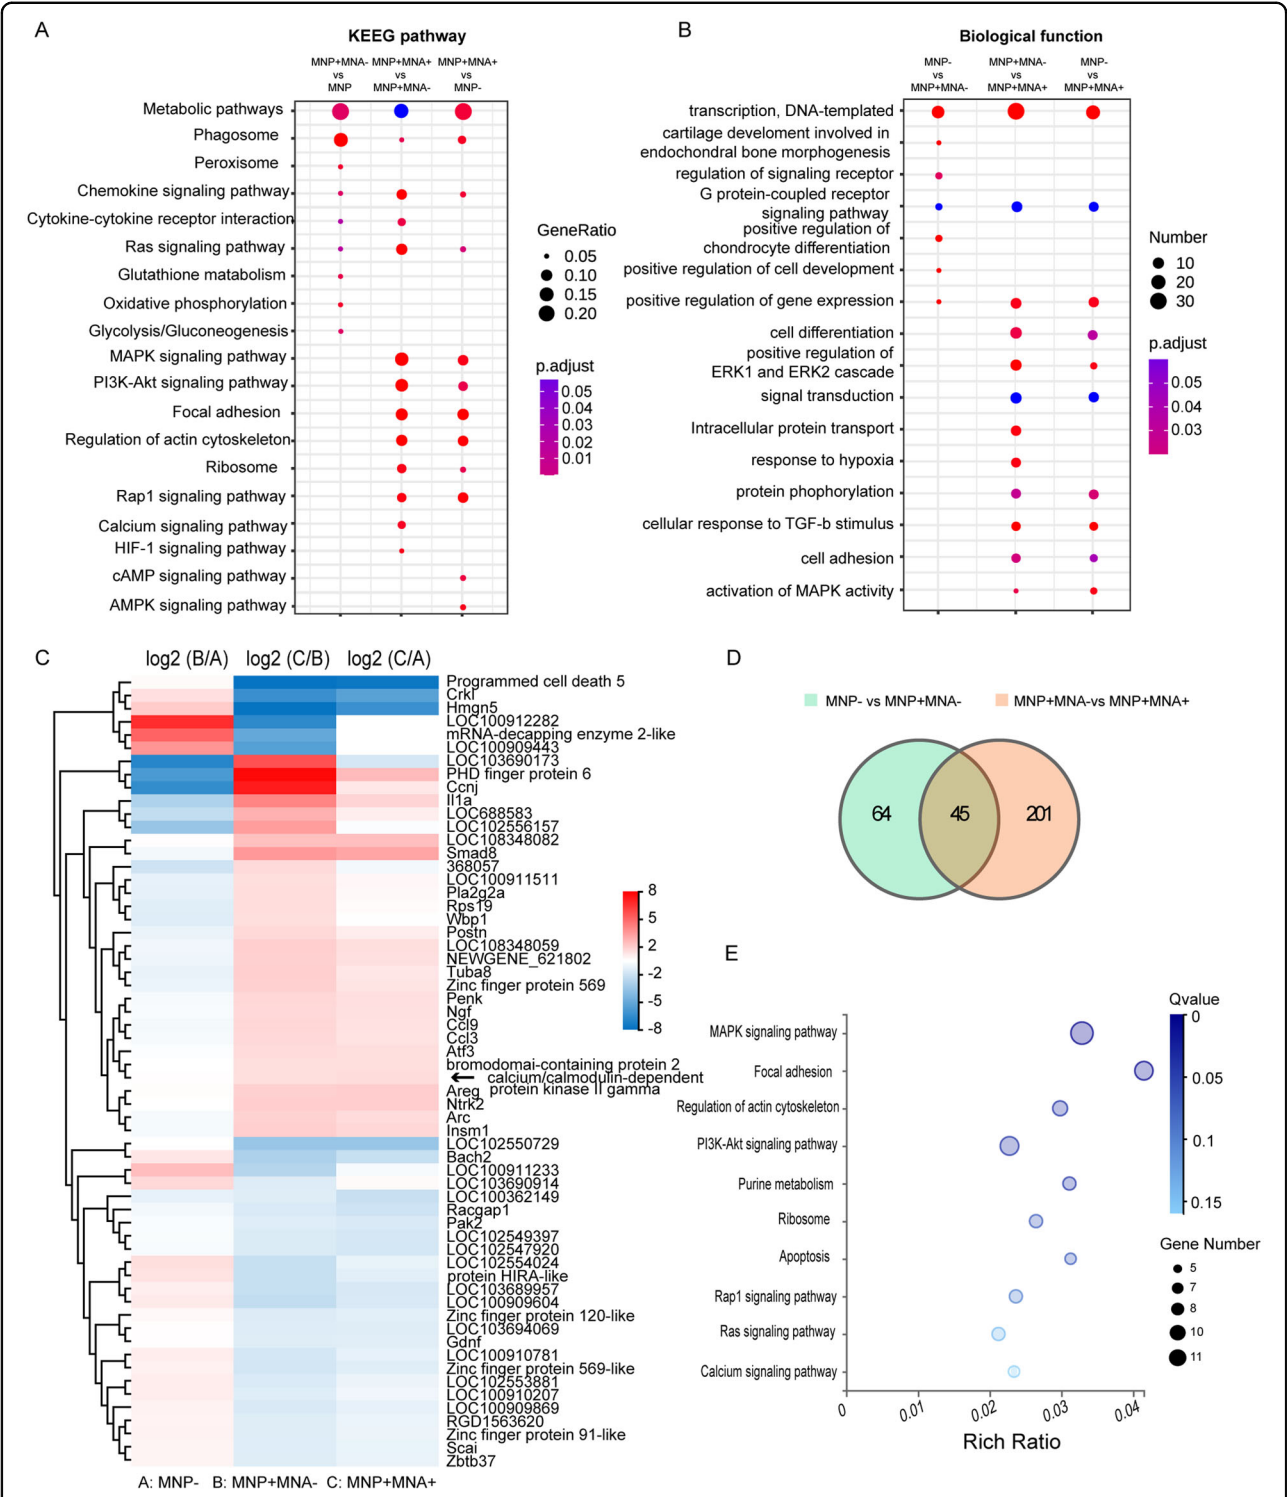 A
KEEG pathway
MNP+MNA- MNP+MNA+ MNP+MNA+
vs vs vs
MNP MNP+MNA- MNP-
Metabolic pathways
Phagosome
Peroxisome
Chemokine signaling pathway
Cytokine-cytokine receptor interaction
Ras signaling pathway
Glutathione matabolism
Oxidative phosphorylation
Glycolysis/Gluconeogenesis
MAPK signaling pathway
PI3K-Akt signaling pathway
Focal adhesion
Regulation of actin cytoskeleton
Ribosome
Rap1 signaling pathway
Calcium signaling pathway
HIF-1 signaling pathway
cAMP signaling pathway
AMPK signaling pathway
GeneRatio
0.05
0.10
0.15
0.20
p.adjust
0.05
0.04
0.03
0.02
0.01
B
Biological function
MNP- MNP+MNA- MNP-
vs vs vs
MNP+MNA- MNP+MNA+ MNP+MNA+
transcription, DNA-templated
cartilage develoment involved in
endochondral bone morphogenesis
regulation of signaling receptor
G protein-coupled receptor
signaling pathway
positive regulation of
chondrocyte differentiation
positive regulation of cell development
positive regulation of gene expression
cell differentiation
positive regulation of
ERK1 and ERK2 cascade
signal transduction
Intracellular protein transport
response to hypoxia
protein phophorylation
cellular response to TGF-b stimulus
cell adhesion
activation of MAPK activity
Number
10
20
30
p.adjust
0.05
0.04
0.03
C
log2 (B/A) log2 (C/B) log2 (C/A)
Programmed cell death 5
Crkl
Hmgn5
LOC100912282
mRNA-decapping enzyme 2-like
LOC100909443
LOC103690173
PHD finger protein 6
Ccnj
Il1a
LOC688583
LOC102556157
LOC108348082
Smad8
368057
LOC100911511
Pla2g2a
Rps19
Wbp1
Postn
LOC108348059
NEWGENE_621802
Tuba8
Zinc finger protein 569
Penk
Ngf
Ccl9
Ccl3
Atf3
bromodomai-containing protein 2
calcium/calmodulin-dependent
protein kinase II gamma
Areg
Ntrk2
Arc
Insm1
LOC102550729
Bach2
LOC100911233
LOC103690914
LOC100362149
Racgap1
Pak2
LOC102549397
LOC102547920
LOC102554024
protein HIRA-like
LOC103689957
LOC100909604
Zinc finger protein 120-like
LOC103694069
Gdnf
LOC100910781
Zinc finger protein 569-like
LOC102553881
LOC100910207
LOC100909869
RGD1563620
Zinc finger protein 91-like
Scai
Zbtb37
8
5
2
-2
-5
-8
A: MNP- B: MNP+MNA- C: MNP+MNA+
D
MNP- vs MNP+MNA- MNP+MNA-vs MNP+MNA+
64 45 201
E
MAPK signaling pathway
Focal adhesion
Regulation of actin cytoskeleton
PI3K-Akt signaling pathway
Purine metabolism
Ribosome
Apoptosis
Rap1 signaling pathway
Ras signaling pathway
Calcium signaling pathway
0 0.01 0.02 0.03 0.04
Rich Ratio
Qvalue
0
0.05
0.1
0.15
Gene Number
5
7
8
10
11